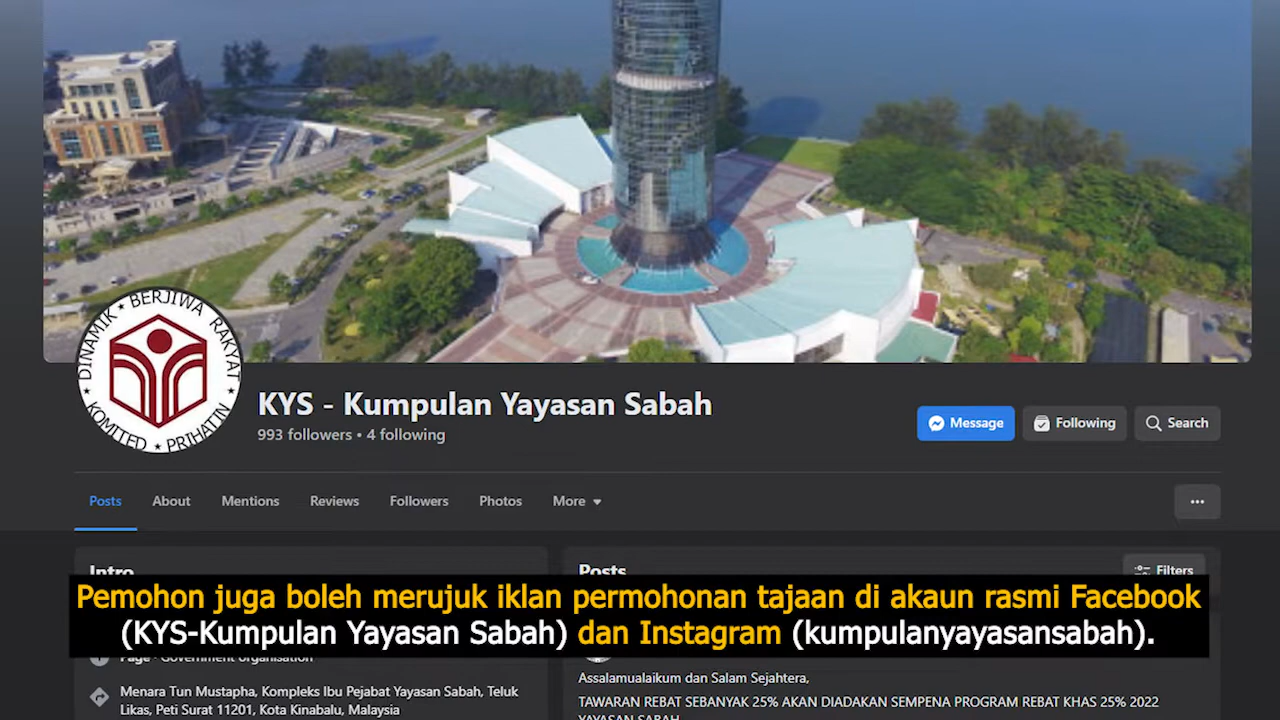 DINAMIK ★ BERJIWA RAKYAT ★ PRIHATIN ★ KOMITED ★
KYS - Kumpulan Yayasan Sabah
993 followers • 4 following
Message
Following
Search
Posts
About
Mentions
Reviews
Followers
Photos
More
Intro
Posts
Filters
Pemohon juga boleh merujuk iklan permohonan tajaan di akaun rasmi Facebook
(KYS-Kumpulan Yayasan Sabah) dan Instagram (kumpulanyayasansabah).
Page · Government organisation
Menara Tun Mustapha, Kompleks Ibu Pejabat Yayasan Sabah, Teluk
Likas, Peti Surat 11201, Kota Kinabalu, Malaysia
Assalamualaikum dan Salam Sejahtera,
TAWARAN REBAT SEBANYAK 25% AKAN DIADAKAN SEMPENA PROGRAM REBAT KHAS 25% 2022
YAYASAN SABAH